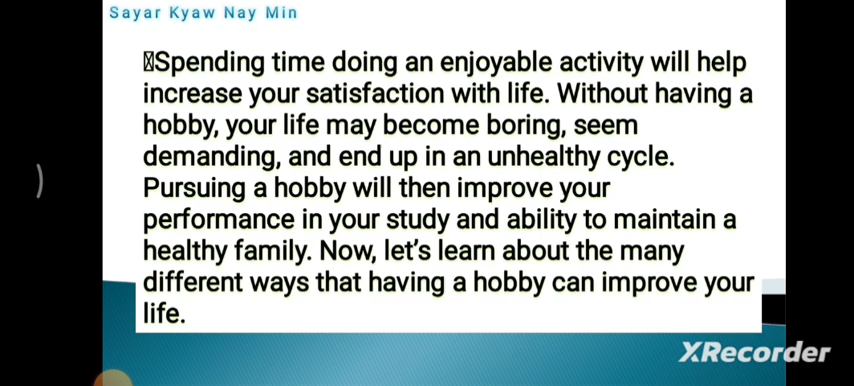 Sayar Kyaw Nay Min
Spending time doing an enjoyable activity will help
increase your satisfaction with life. Without having a
hobby, your life may become boring, seem
demanding, and end up in an unhealthy cycle.
Pursuing a hobby will then improve your
performance in your study and ability to maintain a
healthy family. Now, let’s learn about the many
different ways that having a hobby can improve your
life.
XRecorder